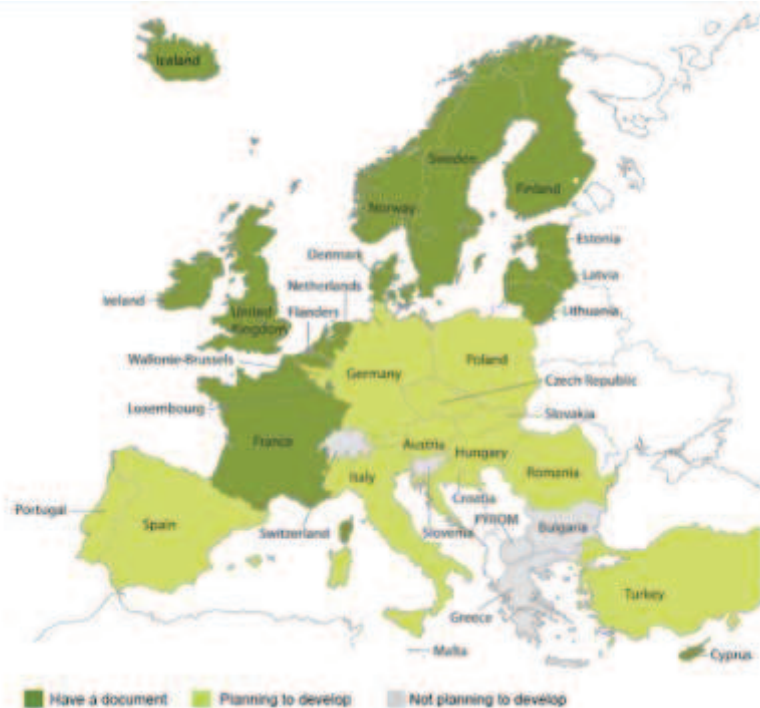 Iceland
Sweden
Finland
Norway
Estonia
Denmark
Latvia
Netherlands
Ireland
United
Kingdom
Flanders
Lithuania
Wallonie-Brussels
Germany
Poland
Czech Republic
Luxembourg
Slovakia
France
Austria
Hungary
Italy
Romania
Croatia
Portugal
Spain
Switzerland
FYROM
Slovenia
Bulgaria
Turkey
Greece
Malta
Cyprus
Have a document
Planning to develop
Not planning to develop